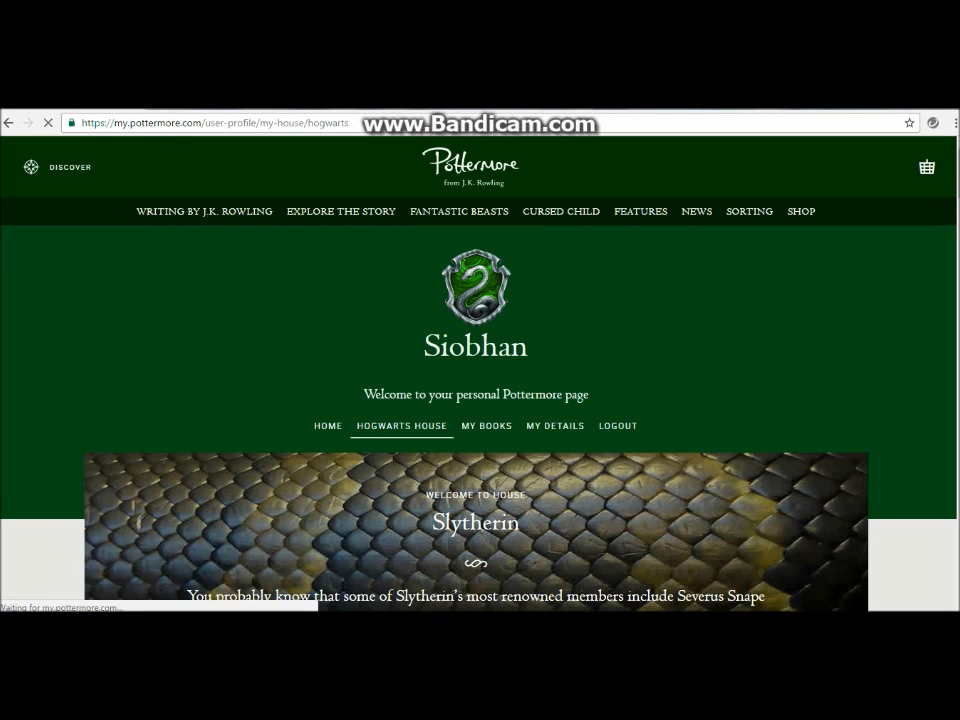 https://my.pottermore.com/user-profile/my-house/hogwarts
www.Bandicam.com
DISCOVER
Pottermore
from J.K. Rowling
WRITING BY J.K. ROWLING EXPLORE THE STORY FANTASTIC BEASTS CURSED CHILD FEATURES NEWS SORTING SHOP
Siobhan
Welcome to your personal Pottermore page
HOME HOGWARTS HOUSE MY BOOKS MY DETAILS LOGOUT
WELCOME TO HOUSE
Slytherin
You probably know that some of Slytherin's most renowned members include Severus Snape
Waiting for my.pottermore.com...